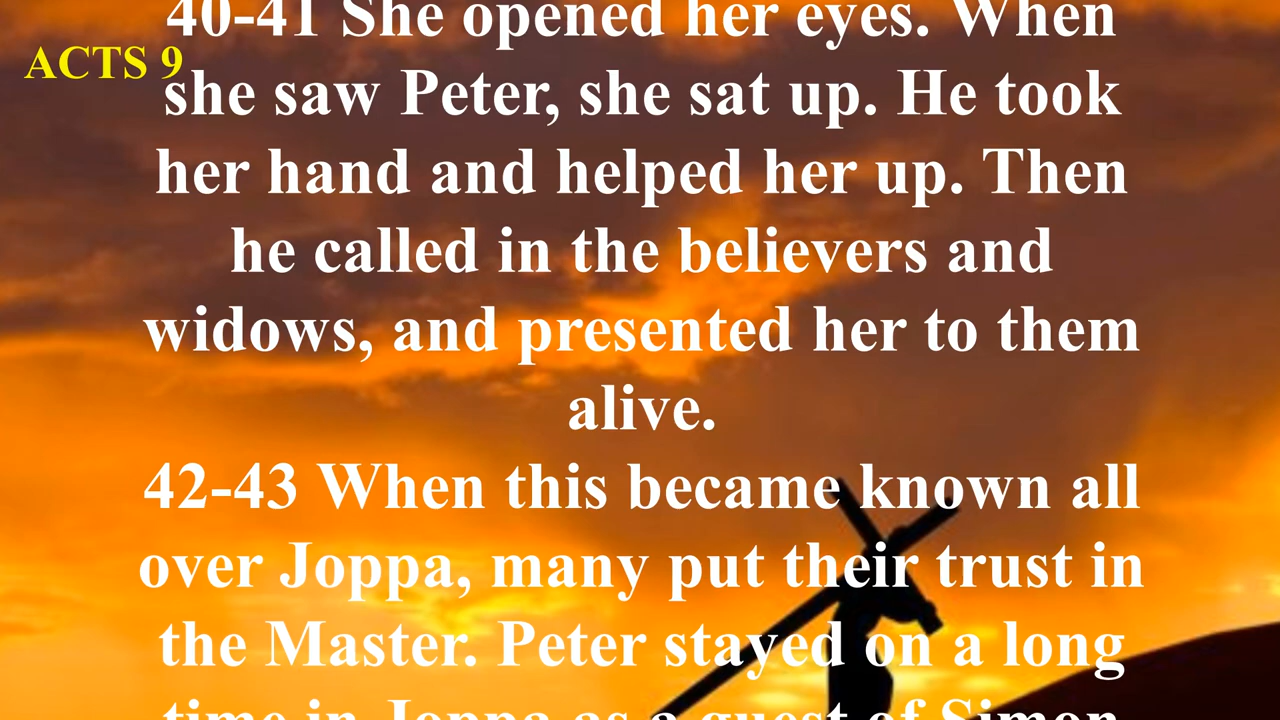 40-41 She opened her eyes. When
ACTS 9
she saw Peter, she sat up. He took
her hand and helped her up. Then
he called in the believers and
widows, and presented her to them
alive.
42-43 When this became known all
over Joppa, many put their trust in
the Master. Peter stayed on a long
time in Joppa as a guest of Simon